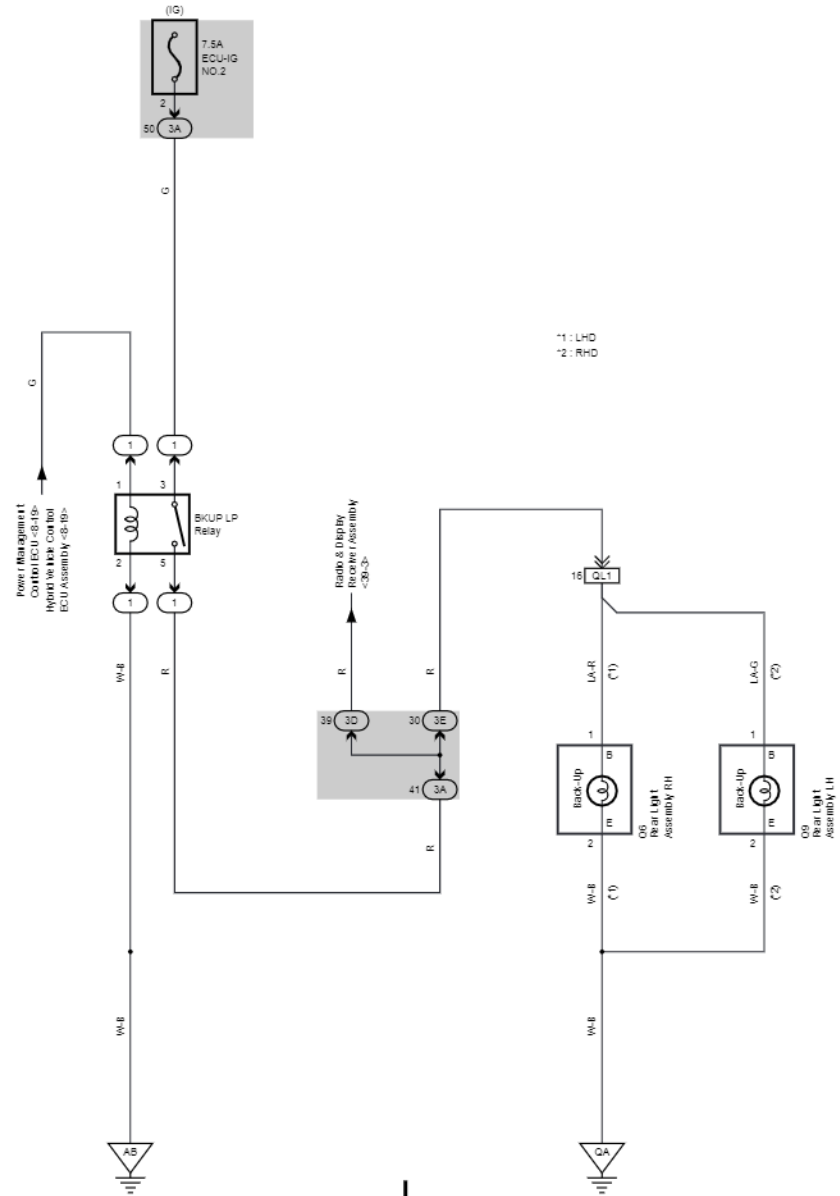 (IG)
7.5A
ECU-IG
NO.2
2
50
3A
G
*1 : LHD
*2 : RHD
G
1
1
1
3
BKUP LP
Relay
2
5
1
1
Power Management
Control ECU <8-19>
Hybrid Vehicle Control
ECU Assembly <8-19>
Radio & Display
Receiver Assembly
<39-3>
16
QL1
W-B
R
R
R
LA-R
(*1)
LA-G
(*2)
39
3D
30
3E
41
3A
1
B
Back-Up
E
2
O6
Rear Light
Assembly RH
1
B
Back-Up
E
2
O9
Rear Light
Assembly LH
R
W-B
(*1)
W-B
(*2)
W-B
W-B
AB
QA